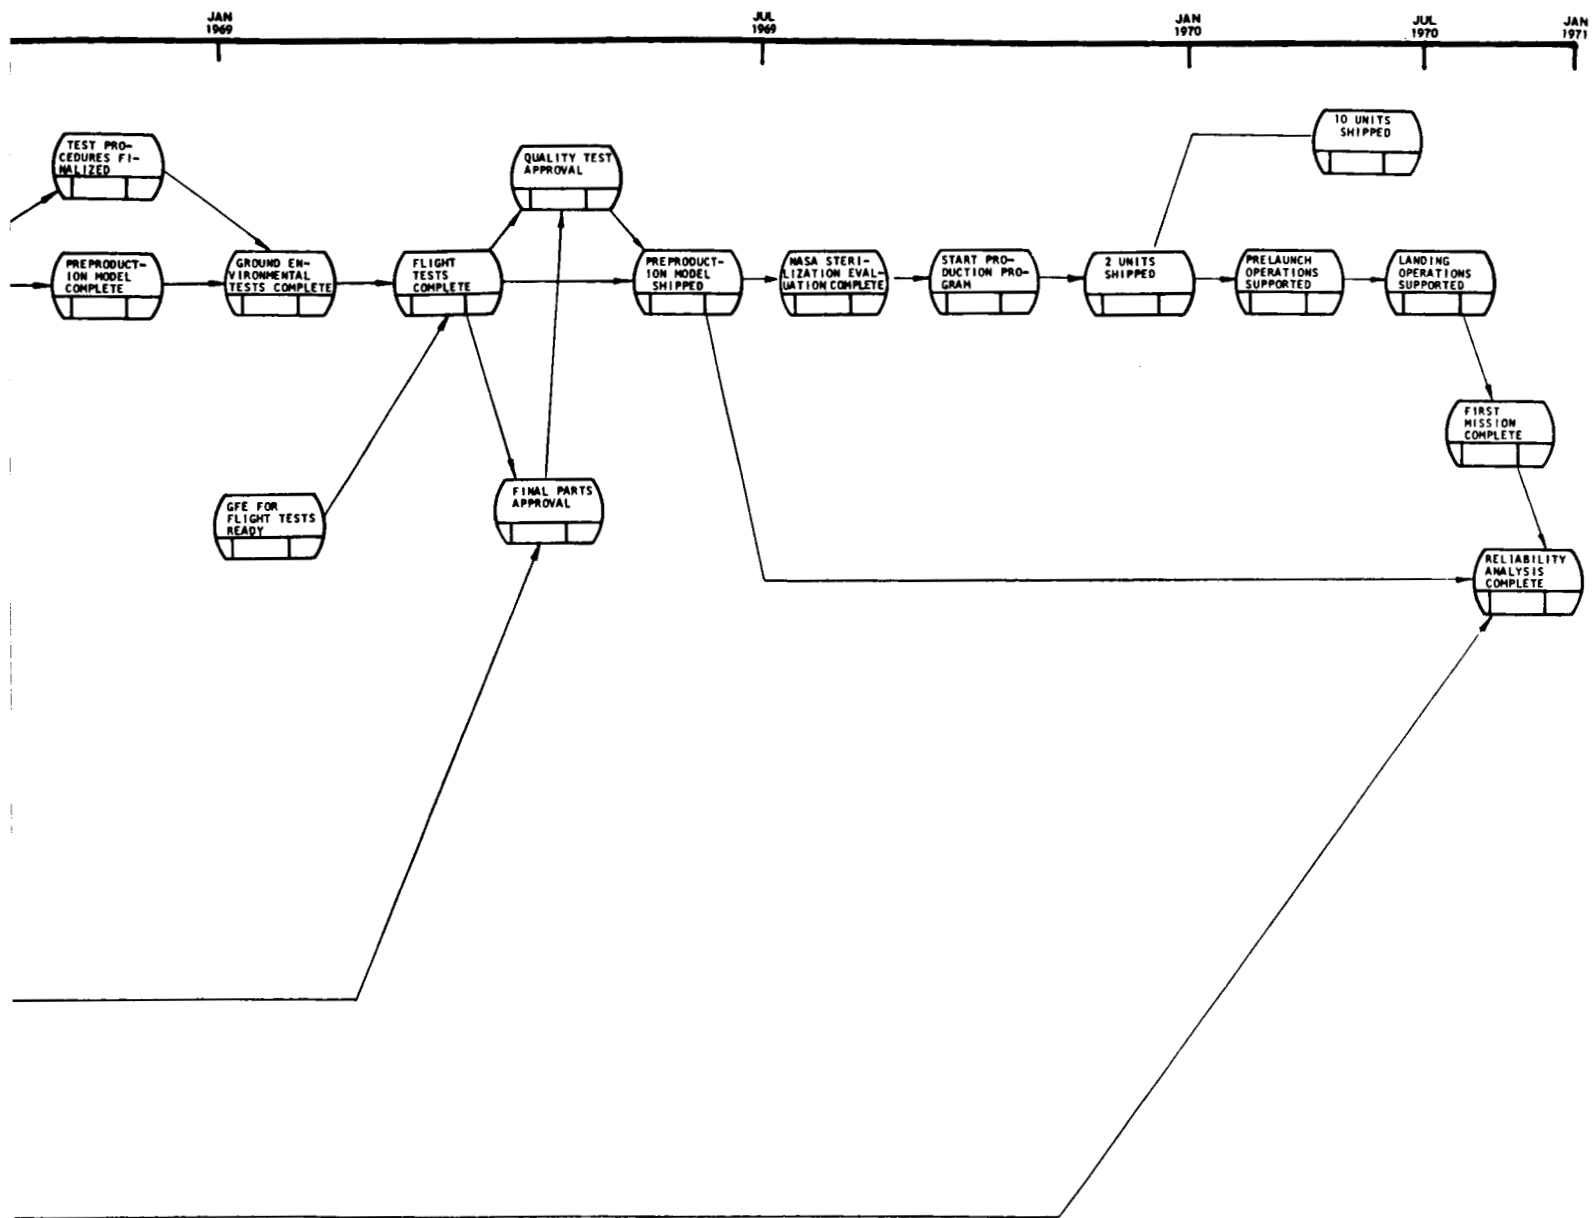 JAN
1969
JUL
1969
JAN
1970
JUL
1970
JAN
1971
TEST PRO-
CEDURES FI-
NALIZED
QUALITY TEST
APPROVAL
10 UNITS
SHIPPED
PREPRODUCT-
ION MODEL
COMPLETE
GROUND EN-
VIRONMENTAL
TESTS COMPLETE
FLIGHT
TESTS
COMPLETE
PREPRODUCT-
ION MODEL
SHIPPED
NASA STERI-
LIZATION EVAL-
UATION COMPLETE
START PRO-
DUCTION PRO-
GRAM
2 UNITS
SHIPPED
PRELAUNCH
OPERATIONS
SUPPORTED
LANDING
OPERATIONS
SUPPORTED
FIRST
MISSION
COMPLETE
GFE FOR
FLIGHT TESTS
READY
FINAL PARTS
APPROVAL
RELIABILITY
ANALYSIS
COMPLETE